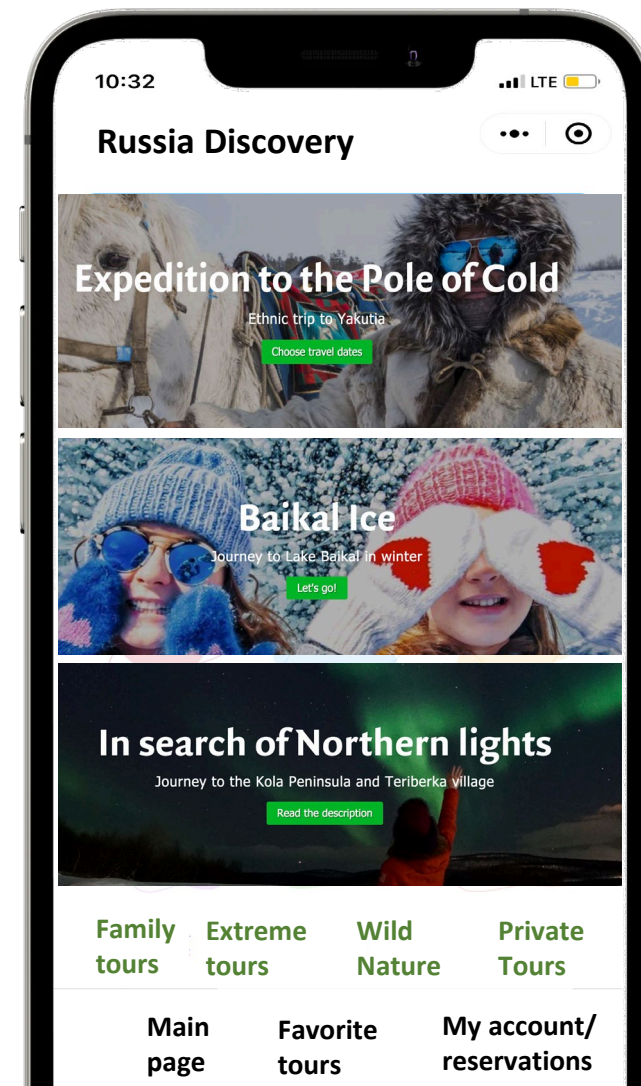 10:32
LTE
Russia Discovery
Expedition to the Pole of Cold
Ethnic trip to Yakutia
Choose travel dates
Baikal Ice
Journey to Lake Baikal in winter
Let's go!
In search of Northern lights
Journey to the Kola Peninsula and Teriberka village
Read the description
Family tours
Extreme tours
Wild Nature
Private Tours
Main page
Favorite tours
My account/ reservations